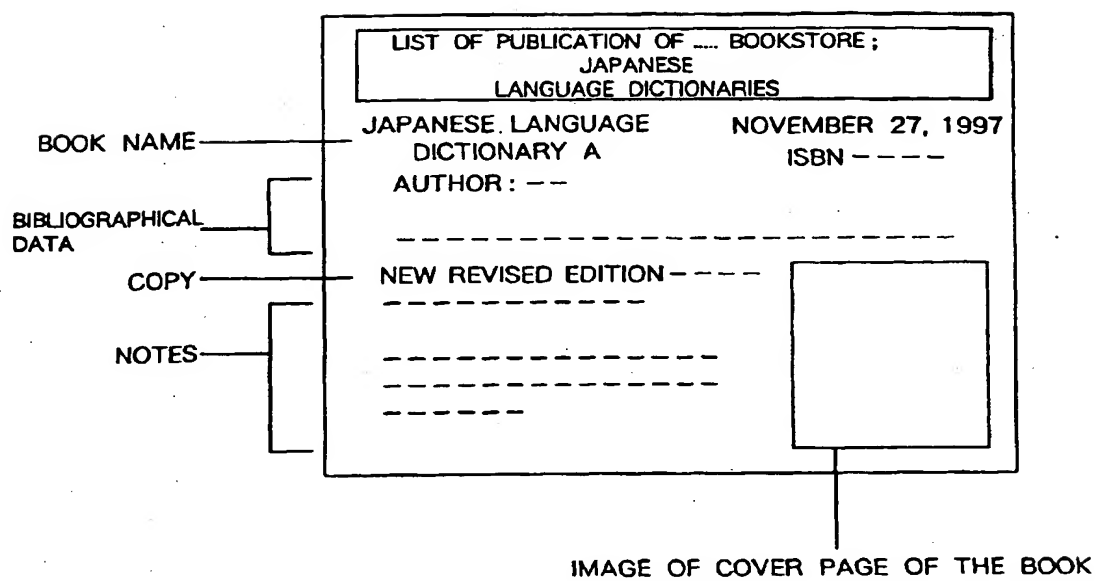 LIST OF PUBLICATION OF ..... BOOKSTORE ;
JAPANESE
LANGUAGE DICTIONARIES
BOOK NAME
JAPANESE. LANGUAGE
DICTIONARY A
NOVEMBER 27, 1997
ISBN ----
AUTHOR : --
BIBLIOGRAPHICAL
DATA
COPY
NEW REVISED EDITION ----
NOTES
IMAGE OF COVER PAGE OF THE BOOK